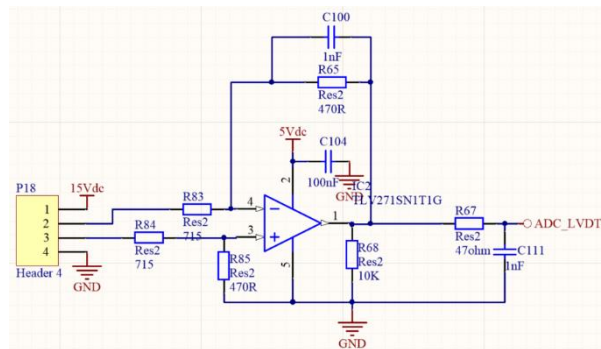 C100
1nF
R65
Res2
470R
5Vdc
C104
100nF
GND
IC2
TLV271SN1T1G
P18
15Vdc
1
2
3
4
Header 4
GND
R83
Res2
715
R84
Res2
715
R85
Res2
470R
4
3
2
5
1
R68
Res2
10K
R67
Res2
47ohm
ADC_LVDT
C111
1nF
GND